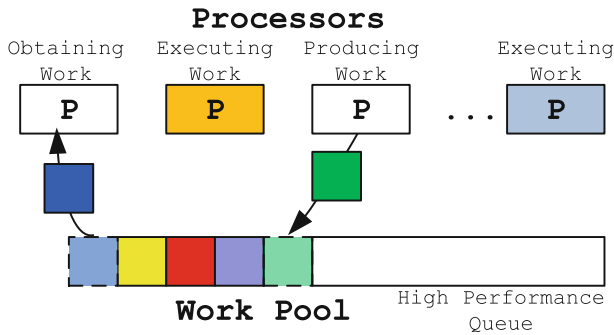 Processors
Obtaining Work
Executing Work
Producing Work
Executing Work
P
P
P
...
P
High Performance Queue
Work Pool